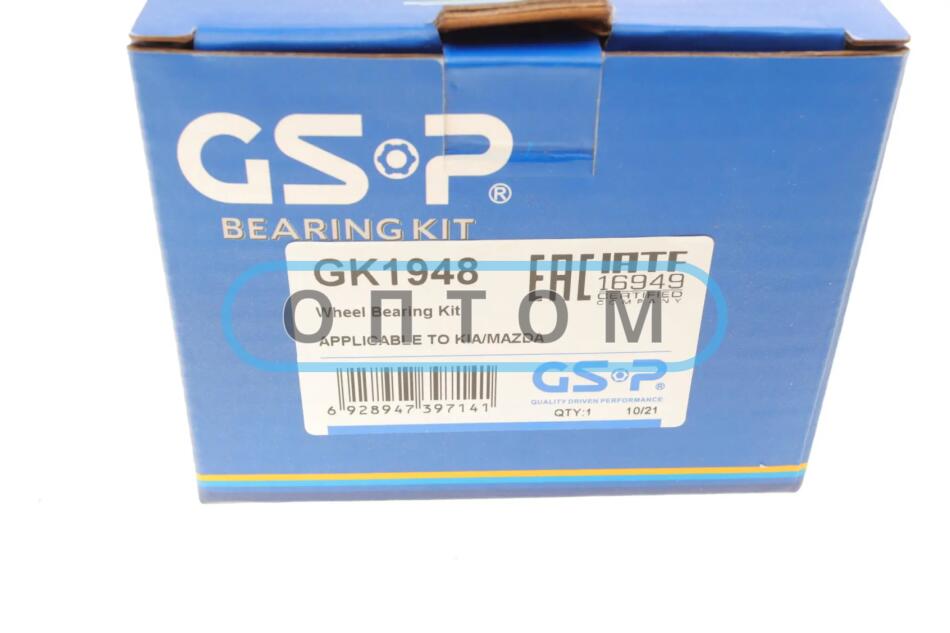 GS•P®
BEARING KIT
GK1948
EAC IATF
16949
CERTIFIED
COMPANY
ОПТОМ
Wheel Bearing Kit
APPLICABLE TO KIA/MAZDA
GS•P®
QUALITY DRIVEN PERFORMANCE
6 928947 397141
QTY:1 10/21